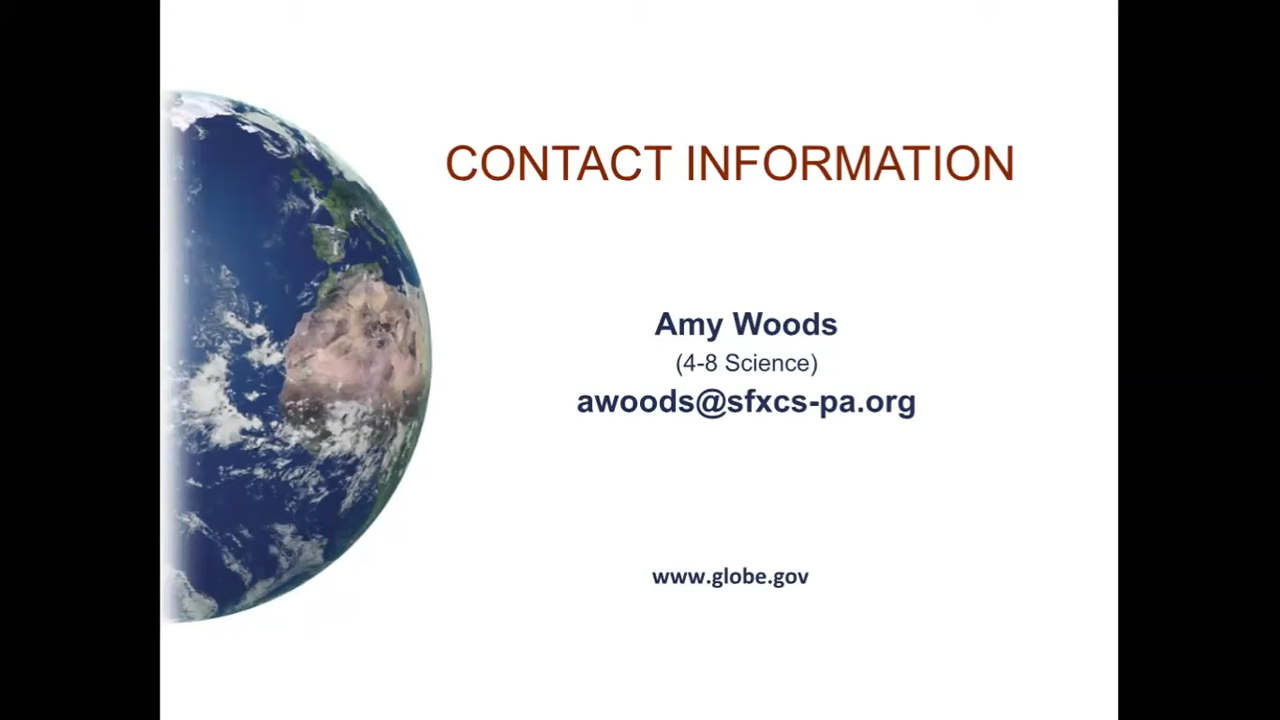 CONTACT INFORMATION
Amy Woods
(4-8 Science)
awoods@sfxcs-pa.org
www.globe.gov